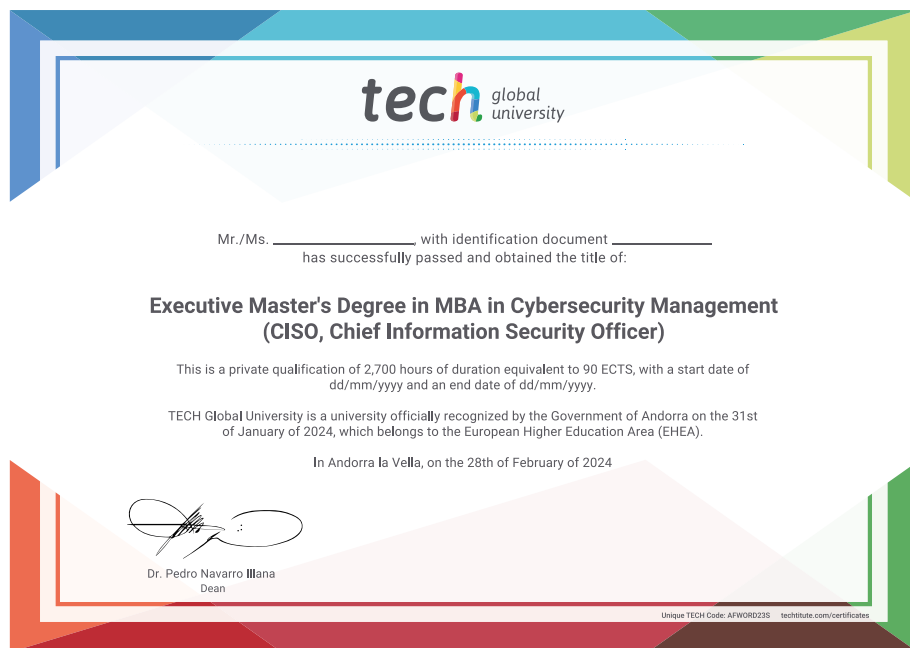 tech global university
Mr./Ms. ____________, with identification document ____________
has successfully passed and obtained the title of:
Executive Master's Degree in MBA in Cybersecurity Management
(CISO, Chief Information Security Officer)
This is a private qualification of 2,700 hours of duration equivalent to 90 ECTS, with a start date of
dd/mm/yyyy and an end date of dd/mm/yyyy.
TECH Global University is a university officially recognized by the Government of Andorra on the 31st
of January of 2024, which belongs to the European Higher Education Area (EHEA).
In Andorra la Vella, on the 28th of February of 2024
Dr. Pedro Navarro Illana
Dean
Unique TECH Code: AFWORD23S techtitute.com/certificates